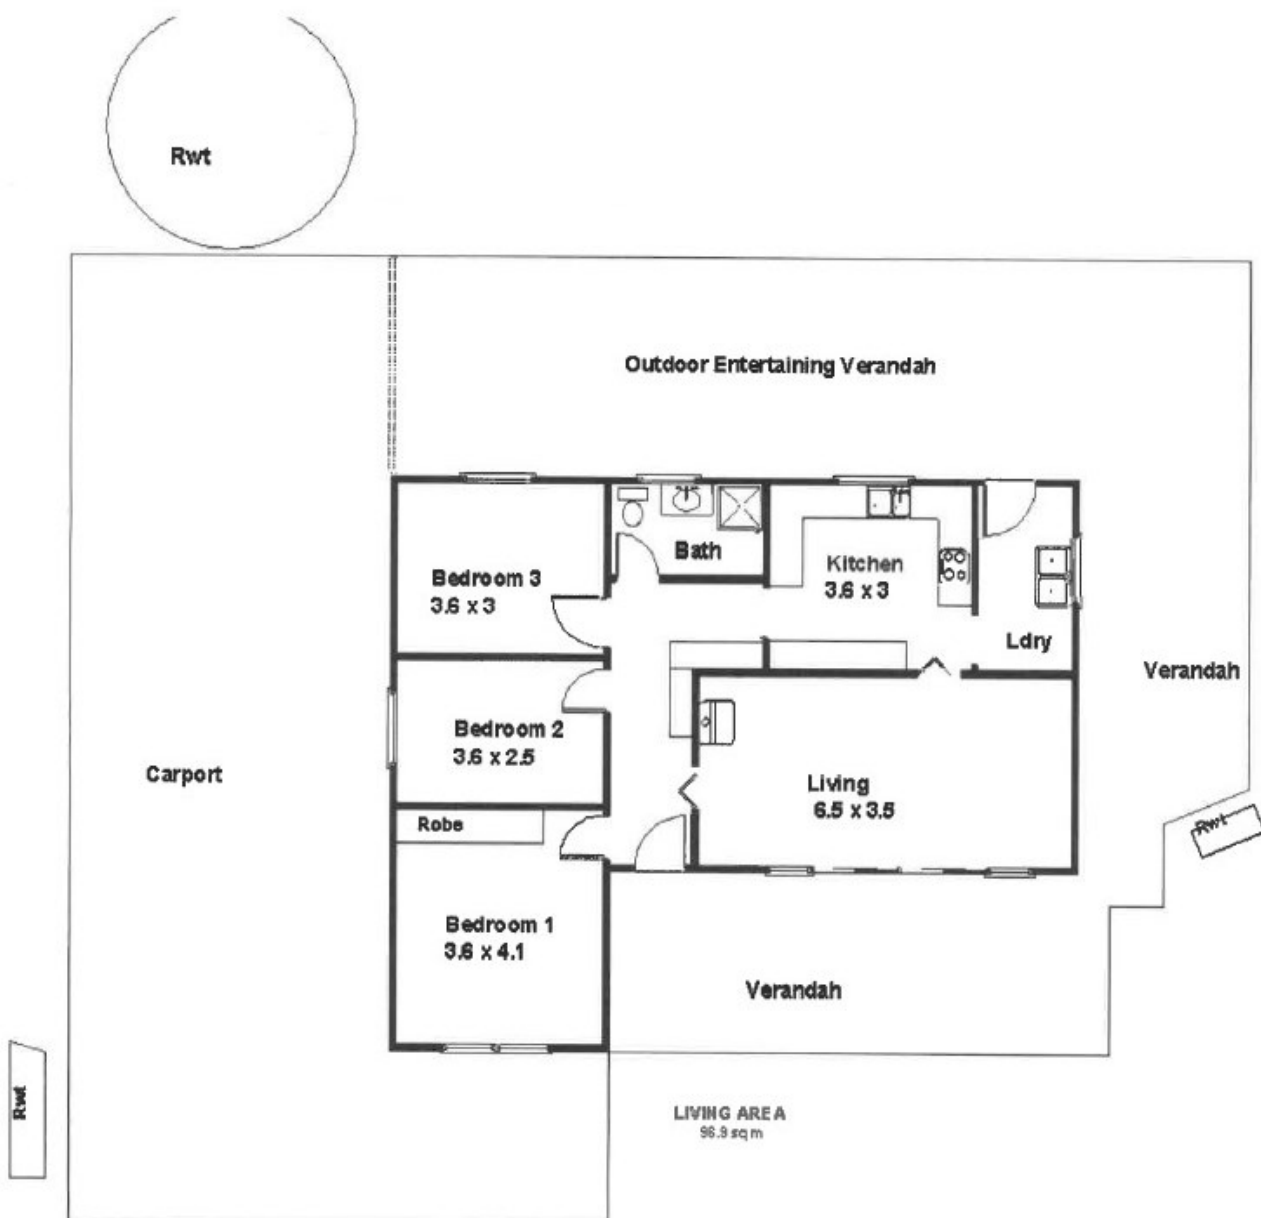 Rwt
Outdoor Entertaining Verandah
Bath
Kitchen
3.6 x 3
Bedroom 3
3.6 x 3
Ldry
Verandah
Bedroom 2
3.6 x 2.5
Carport
Living
6.5 x 3.5
Robe
Rwt
Bedroom 1
3.6 x 4.1
Verandah
Rwt
LIVING AREA
96.9 sq m